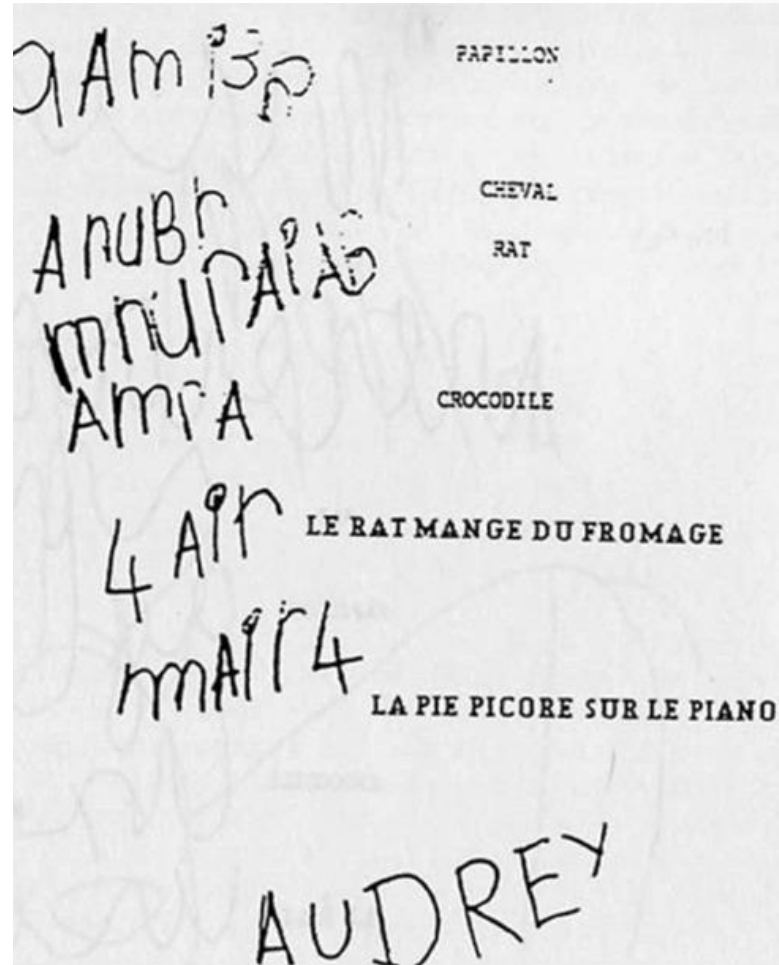 PAPILLON
CHEVAL
AnuBr
RAT
AmrA
CROCODILE
4 Air
LE RAT MANGE DU FROMAGE
mAir4
LA PIE PICORE SUR LE PIANO
AUDREY